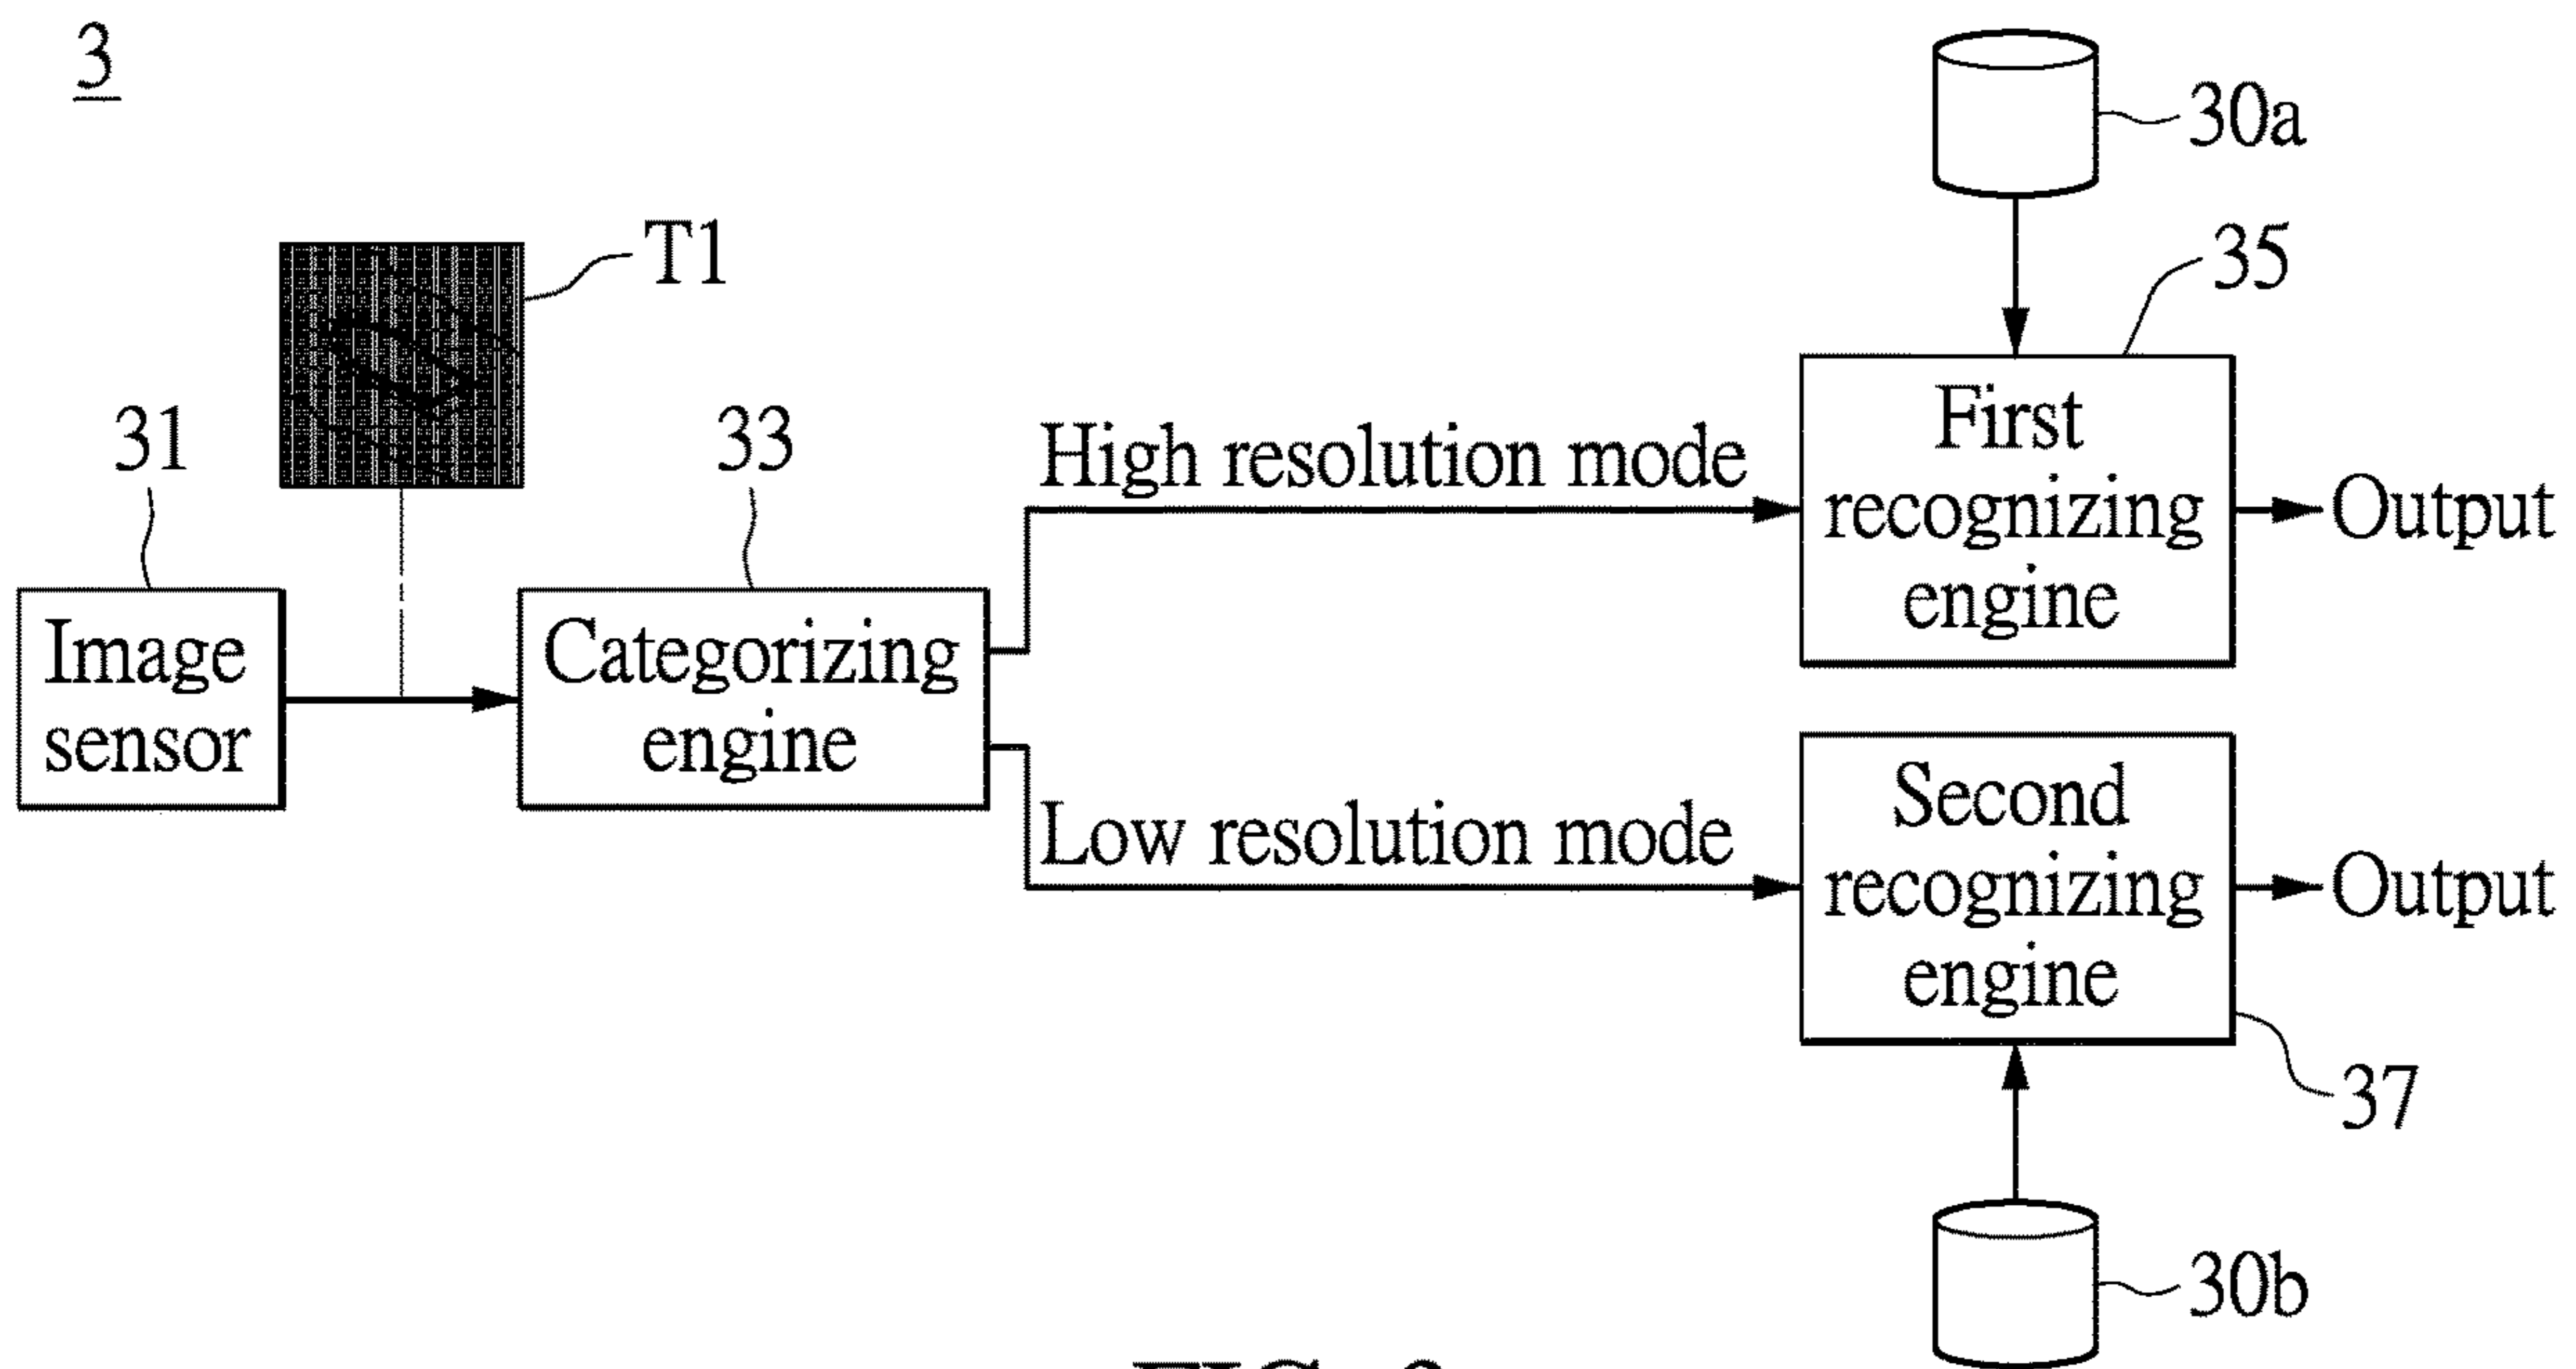 3
30a
T1
35
31
33
High resolution mode
First
recognizing
engine
Output
Image
sensor
Categorizing
engine
Low resolution mode
Second
recognizing
engine
Output
37
30b